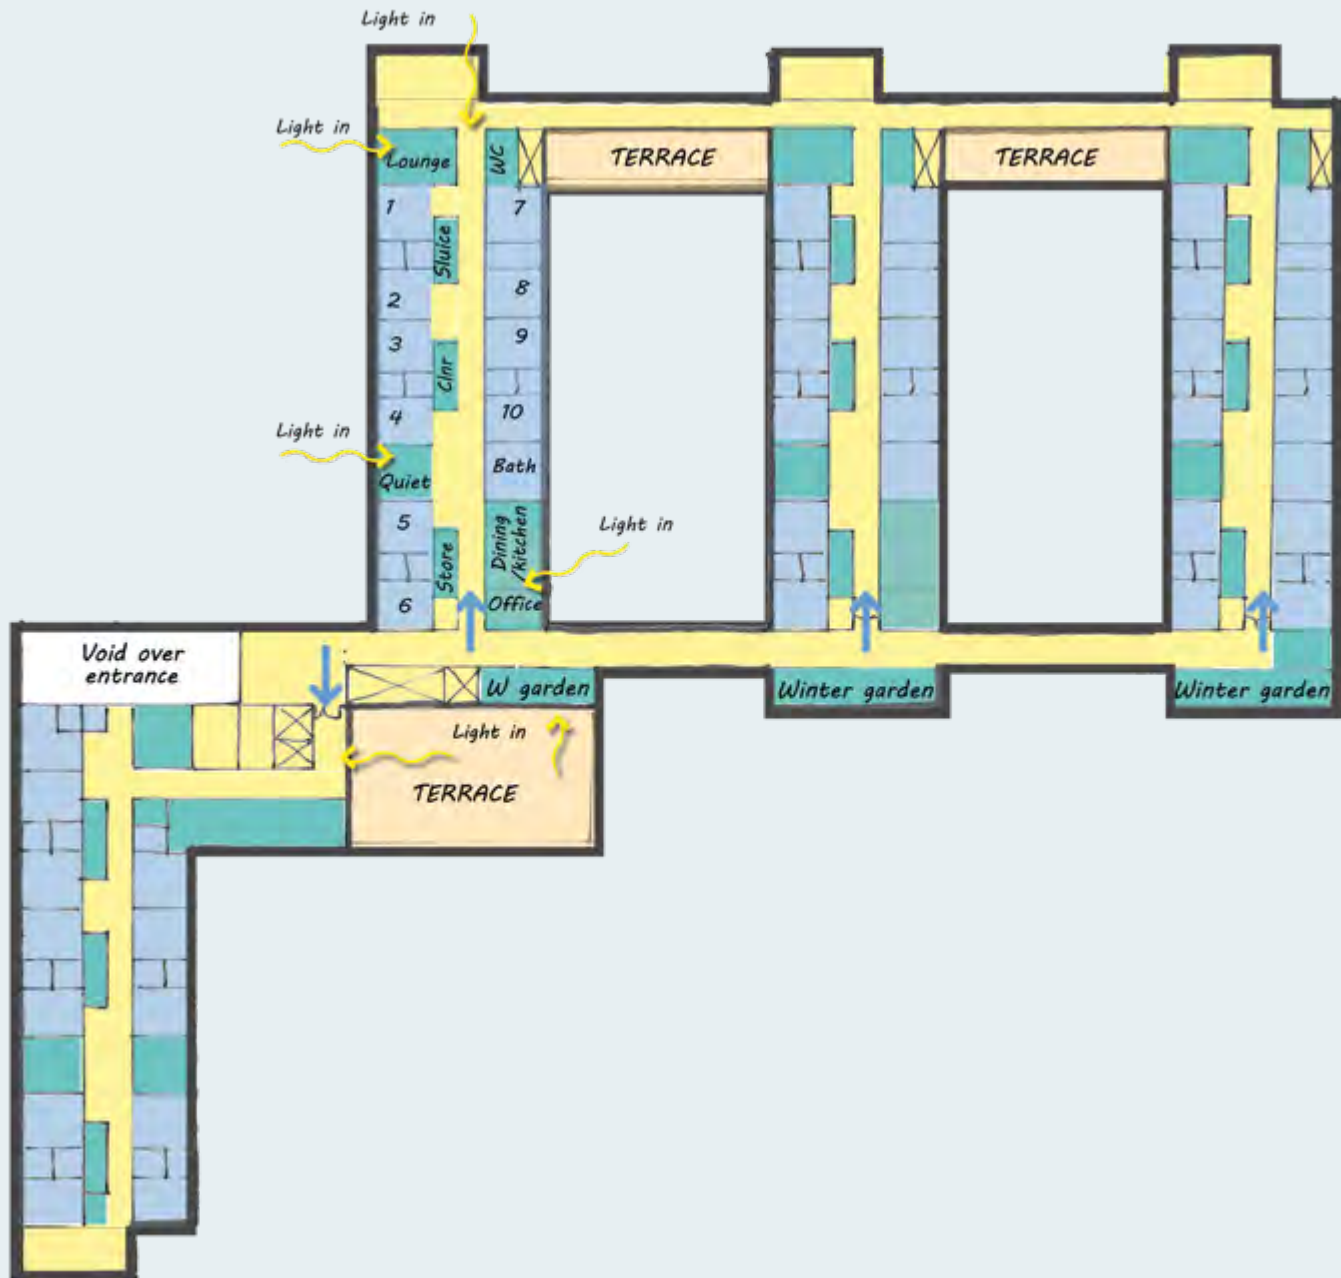 Light in
Light in
Lounge
WC
TERRACE
TERRACE
1
7
Sluice
2
8
3
9
Clnr
4
10
Light in
Quiet
Bath
5
Dining
/kitchen
Light in
Store
6
Office
Void over
entrance
W garden
Winter garden
Winter garden
Light in
TERRACE